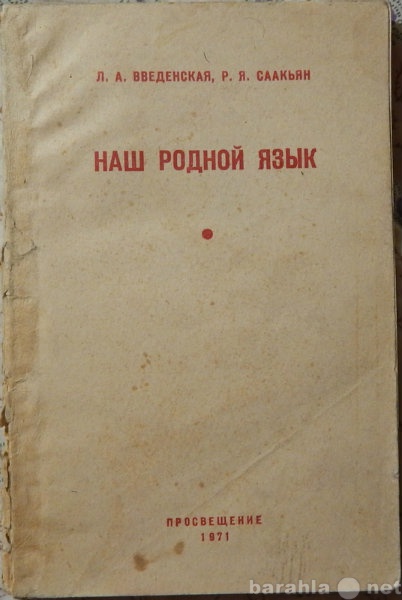 Л. А. ВВЕДЕНСКАЯ, Р. Я. СААКЬЯН
НАШ РОДНОЙ ЯЗЫК
ПРОСВЕЩЕНИЕ
1971
barahla.net